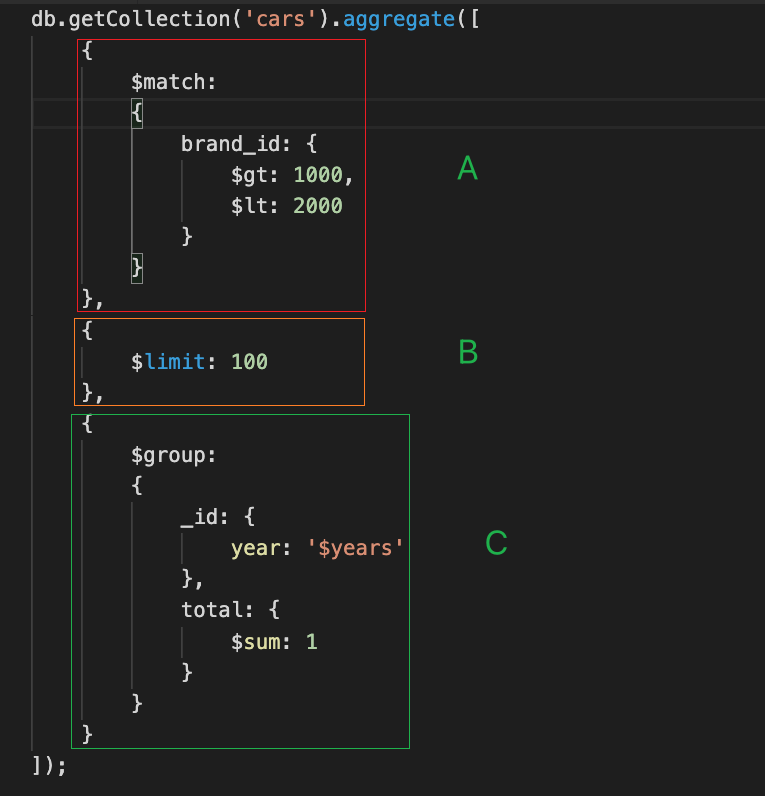 db.getCollection('cars').aggregate([
{
$match:
{
brand_id: {
$gt: 1000,
$lt: 2000
}
}
},
{
$limit: 100
},
{
$group:
{
_id: {
year: '$years'
},
total: {
$sum: 1
}
}
}
]);
A
B
C